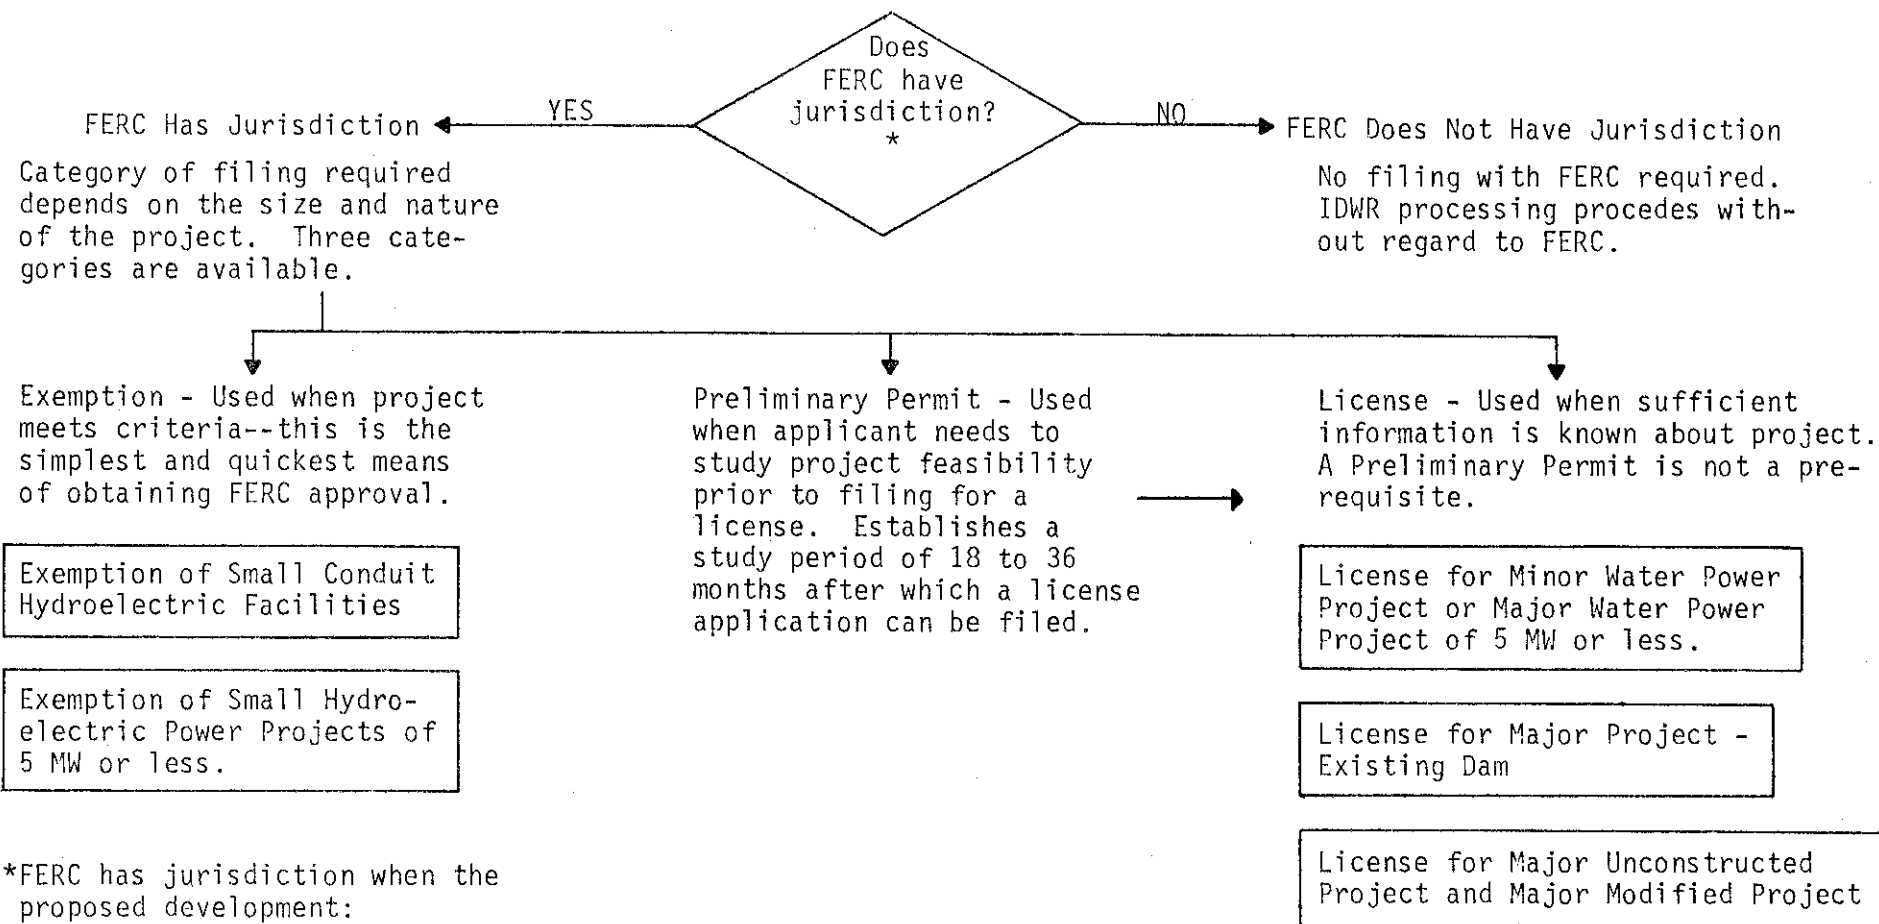 Does
FERC have
jurisdiction?
*
YES
NO
FERC Has Jurisdiction
Category of filing required
depends on the size and nature
of the project. Three cate-
gories are available.
FERC Does Not Have Jurisdiction
No filing with FERC required.
IDWR processing procedes with-
out regard to FERC.
Exemption - Used when project
meets criteria--this is the
simplest and quickest means
of obtaining FERC approval.
Exemption of Small Conduit
Hydroelectric Facilities
Exemption of Small Hydro-
electric Power Projects of
5 MW or less.
Preliminary Permit - Used
when applicant needs to
study project feasibility
prior to filing for a
license. Establishes a
study period of 18 to 36
months after which a license
application can be filed.
License - Used when sufficient
information is known about project.
A Preliminary Permit is not a pre-
requisite.
License for Minor Water Power
Project or Major Water Power
Project of 5 MW or less.
License for Major Project -
Existing Dam
License for Major Unconstructed
Project and Major Modified Project
*FERC has jurisdiction when the
proposed development: